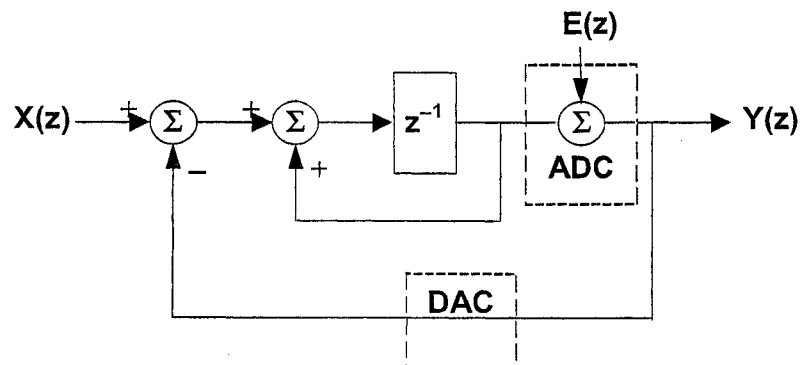 E(z)
X(z)
+
Σ
+
Σ
z⁻¹
Σ
Y(z)
−
+
ADC
DAC